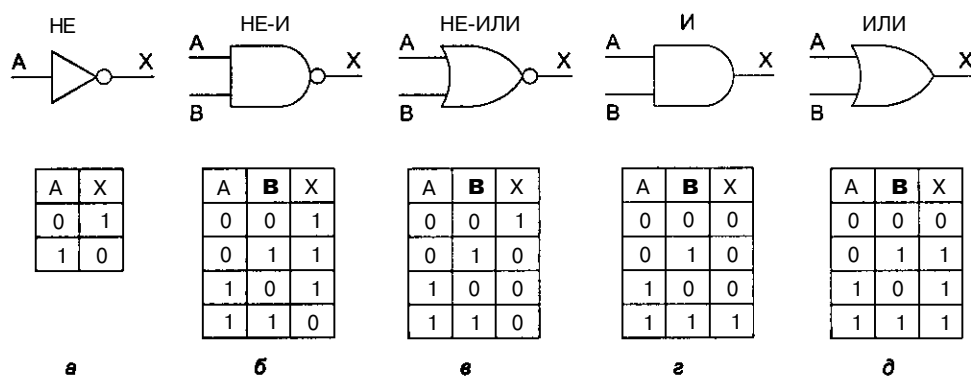 НЕ НЕ-И НЕ-ИЛИ И ИЛИ
A X A X A X A X A X
B B B B
A X A B X A B X A B X A B X
0 1 0 0 1 0 0 1 0 0 0 0 0 0
1 0 0 1 1 0 1 0 0 1 0 0 1 1
1 0 1 1 0 0 1 0 0 1 0 1
1 1 0 1 1 0 1 1 1 1 1 1
а б в г д